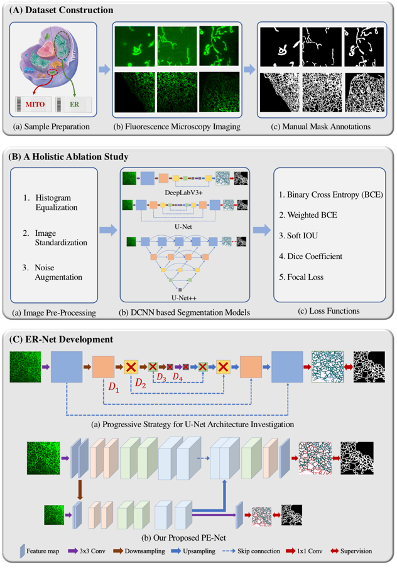 (A) Dataset Construction
MITO
ER
(a) Sample Preparation
(b) Fluorescence Microscopy Imaging
(c) Manual Mask Annotations
(B) A Holistic Ablation Study
1. Histogram
Equalization
2. Image
Standardization
3. Noise
Augmentation
(a) Image Pre-Processing
DeepLabV3+
U-Net
U-Net++
(b) DCNN based Segmentation Models
1. Binary Cross Entropy (BCE)
2. Weighted BCE
3. Soft IOU
4. Dice Coefficient
5. Focal Loss
(c) Loss Functions
(C) ER-Net Development
D1
D2
D3
D4
(a) Progressive Strategy for U-Net Architecture Investigation
(b) Our Proposed PE-Net
Feature map
3x3 Conv
Downsampling
Upsampling
Skip connection
1x1 Conv
Supervision